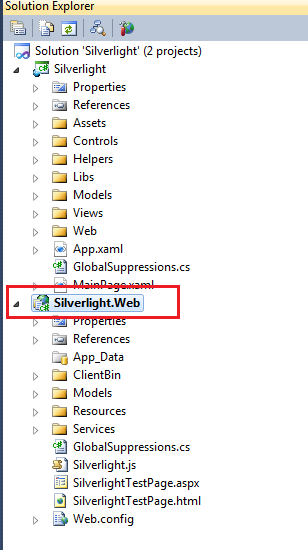 Solution Explorer
Solution 'Silverlight' (2 projects)
Silverlight
Properties
References
Assets
Controls
Helpers
Libs
Models
Views
Web
App.xaml
GlobalSuppressions.cs
MainPage.xaml
Silverlight.Web
Properties
References
App_Data
ClientBin
Models
Resources
Services
GlobalSuppressions.cs
Silverlight.js
SilverlightTestPage.aspx
SilverlightTestPage.html
Web.config